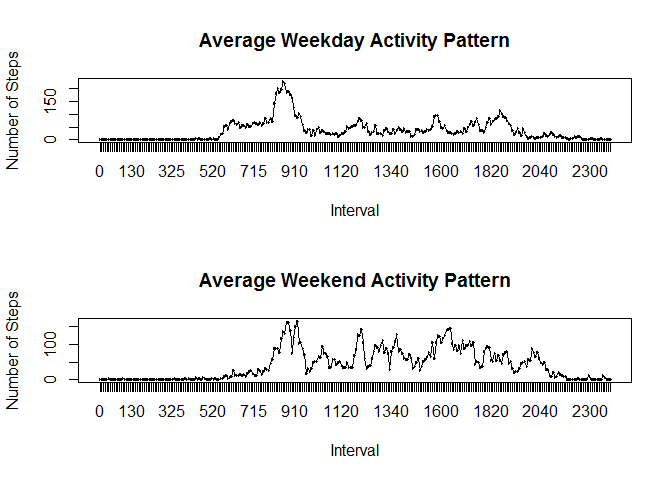 Average Weekday Activity Pattern
Number of Steps
150
0
0 130 325 520 715 910 1120 1340 1600 1820 2040 2300
Interval
Average Weekend Activity Pattern
Number of Steps
100
0
0 130 325 520 715 910 1120 1340 1600 1820 2040 2300
Interval